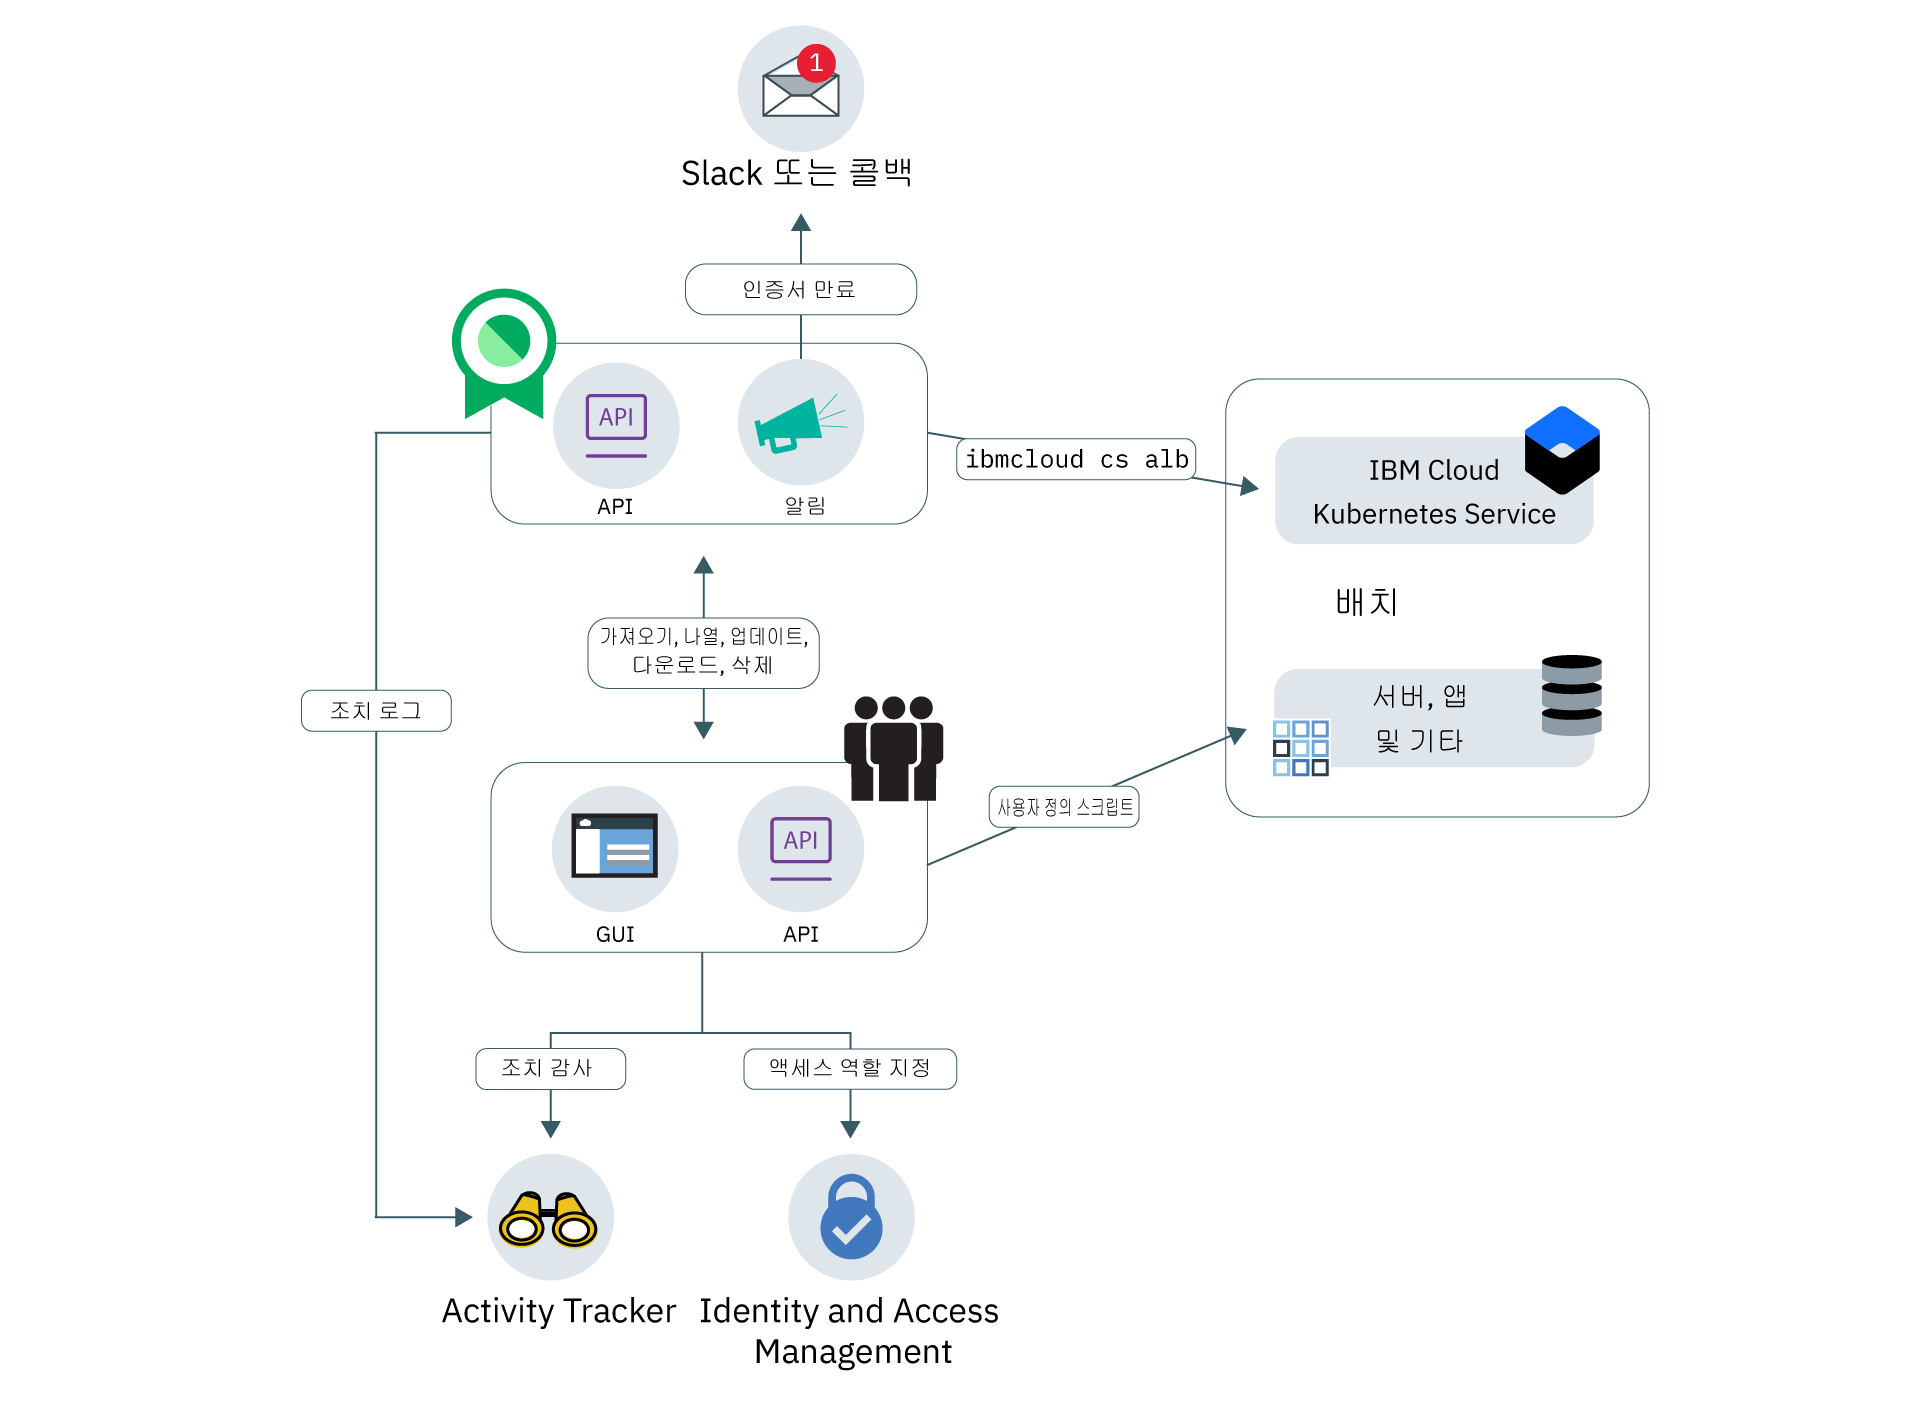 1
Slack 또는 콜백
인증서 만료
API
API
알림
ibmcloud cs alb
IBM Cloud
Kubernetes Service
배치
서버, 앱
및 기타
가져오기, 나열, 업데이트,
다운로드, 삭제
조치 로그
사용자 정의 스크립트
API
GUI
API
조치 감사
액세스 역할 지정
Activity Tracker
Identity and Access
Management